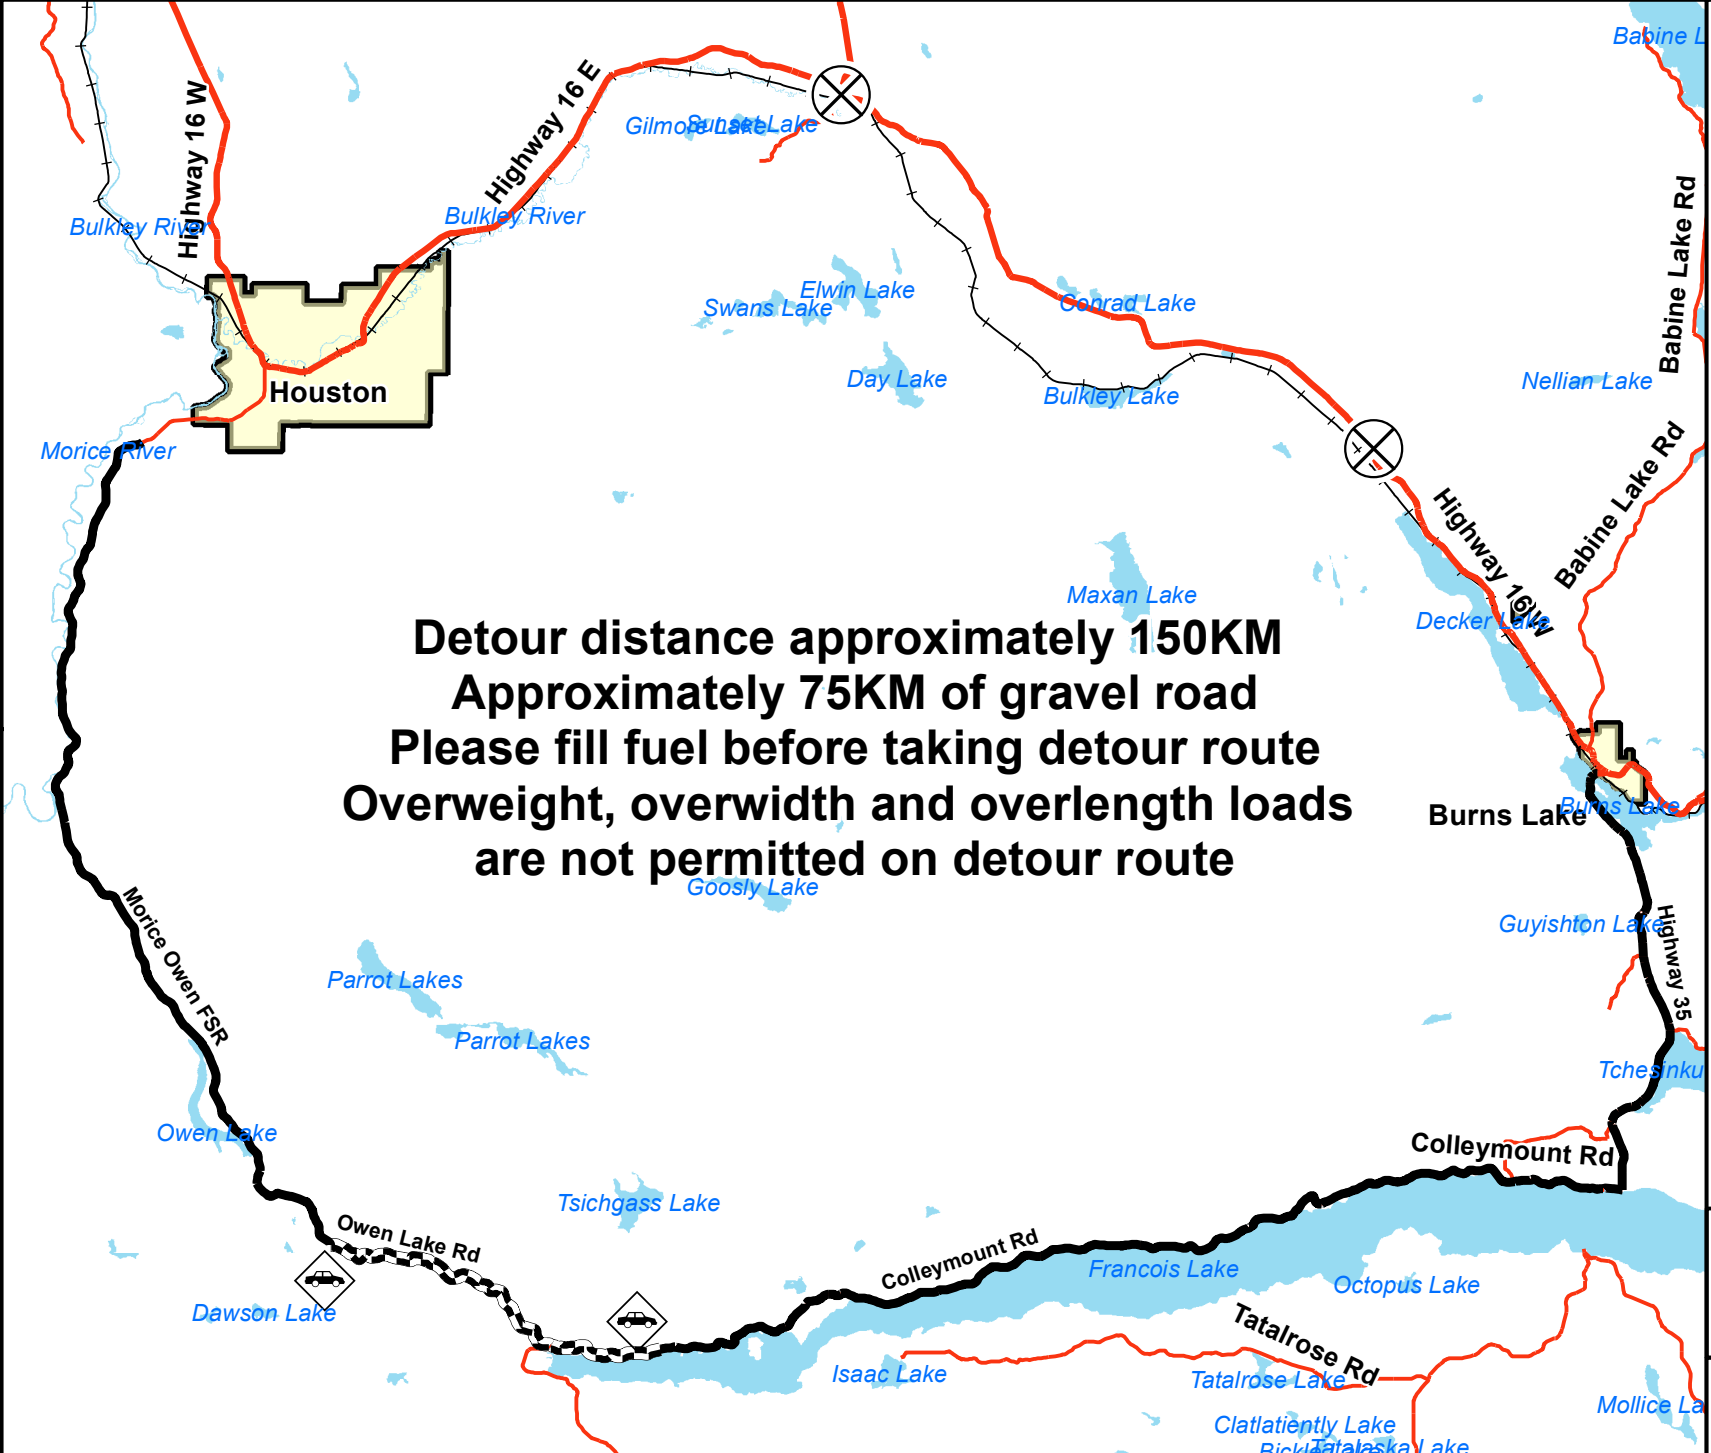 Babine L
Highway 16 W
Highway 16 E
Gilmore Lake
Sunset Lake
Bulkley River
Bulkley River
Babine Lake Rd
Elwin Lake
Swans Lake
Conrad Lake
Day Lake
Bulkley Lake
Nellian Lake
Houston
Morice River
Babine Lake Rd
Highway 16 W
Maxan Lake
Decker Lake
Detour distance approximately 150KM
Approximately 75KM of gravel road
Please fill fuel before taking detour route
Overweight, overwidth and overlength loads
are not permitted on detour route
Burns Lake
Burns Lake
Goosly Lake
Morice Owen FSR
Guyishton Lake
Highway 35
Parrot Lakes
Parrot Lakes
Tchesinku
Owen Lake
Colleymount Rd
Tsichgass Lake
Owen Lake Rd
Colleymount Rd
Francois Lake
Octopus Lake
Dawson Lake
Tatalrose Rd
Isaac Lake
Tatalrose Lake
Mollice La
Clatlatiently Lake
Tatalaska Lake